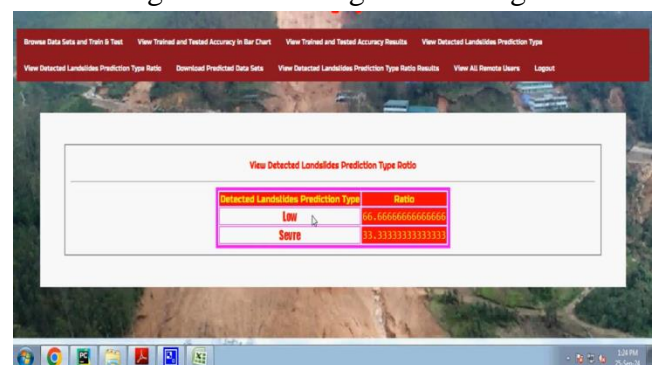 Browse Data Sets and Train & Test View Trained and Tested Accuracy in Bar Chart View Trained and Tested Accuracy Results View Detected Landslides Prediction Type
View Detected Landslides Prediction Type Ratio Download Predicted Data Sets View Detected Landslides Prediction Type Ratio Results View All Remote Users Logout
View Detected Landslides Prediction Type Ratio
Detected Landslides Prediction Type Ratio
Low 66.66666666666666
Sevre 33.33333333333333
1:24 PM